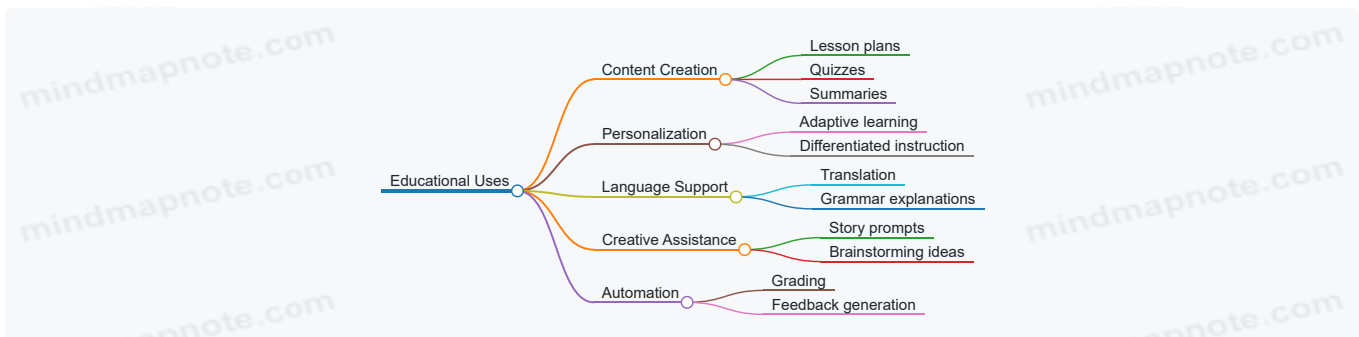 mindmapnote.com
mindmapnote.com
Educational Uses
Content Creation
Lesson plans
Quizzes
Summaries
Personalization
Adaptive learning
Differentiated instruction
Language Support
Translation
Grammar explanations
Creative Assistance
Story prompts
Brainstorming ideas
Automation
Grading
Feedback generation
mindmapnote.com
mindmapnote.com
mindmapnote.com
mindmapnote.com